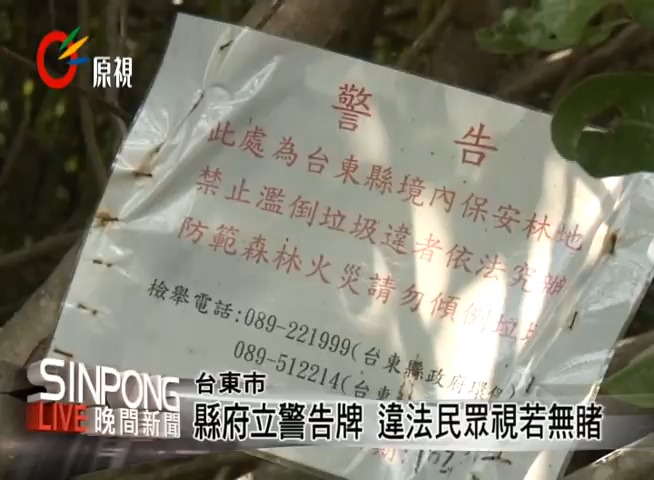 原視
警告
此處為台東縣境內保安林地
禁止濫倒垃圾違者依法究辦
防範森林火災請勿傾倒垃圾
檢舉電話:089-221999(台東縣政府環保
089-512214(台東
SINPONG
LIVE 晚間新聞
台東市
縣府立警告牌 違法民眾視若無睹